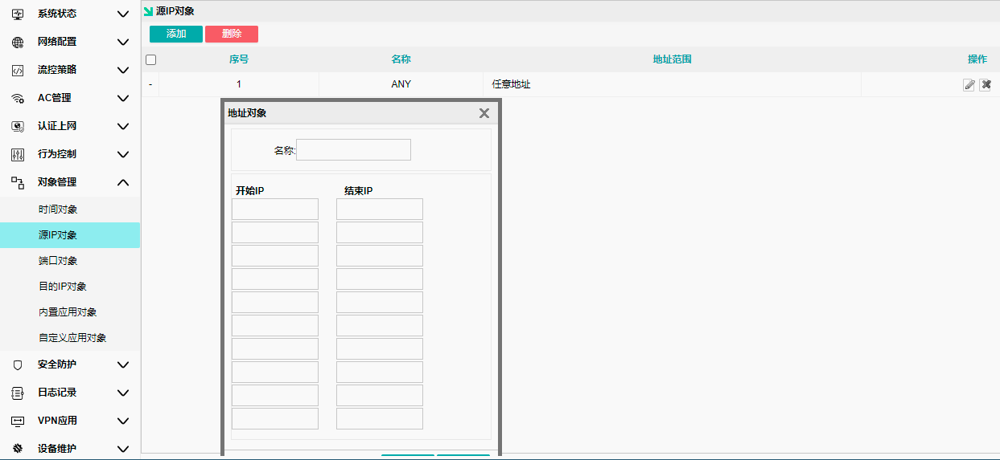 系统状态
网络配置
流控策略
AC管理
认证上网
行为控制
对象管理
时间对象
源IP对象
端口对象
目的IP对象
内置应用对象
自定义应用对象
安全防护
日志记录
VPN应用
设备维护
源IP对象
添加 删除
序号 名称 地址范围 操作
- 1 ANY 任意地址
地址对象
名称:
开始IP 结束IP